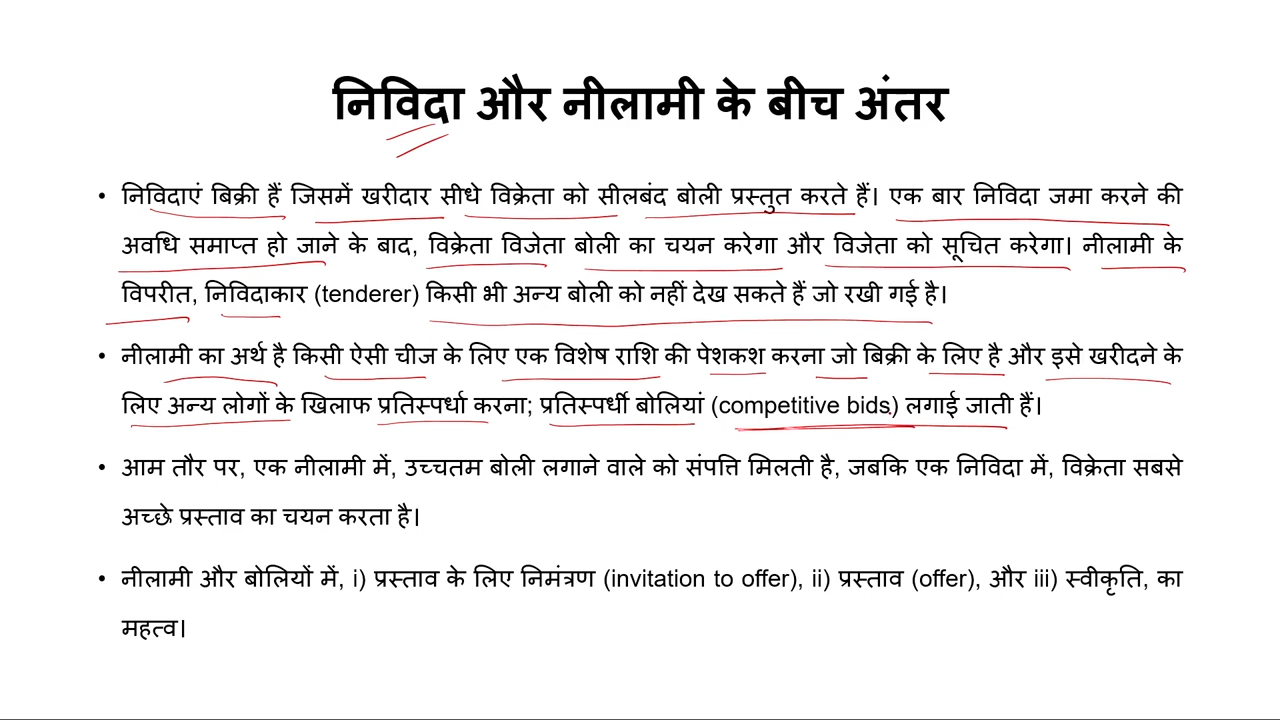 निविदा और नीलामी के बीच अंतर
• निविदाएं बिक्री हैं जिसमें खरीदार सीधे विक्रेता को सीलबंद बोली प्रस्तुत करते हैं। एक बार निविदा जमा करने की
अवधि समाप्त हो जाने के बाद, विक्रेता विजेता बोली का चयन करेगा और विजेता को सूचित करेगा। नीलामी के
विपरीत, निविदाकार (tenderer) किसी भी अन्य बोली को नहीं देख सकते हैं जो रखी गई है।
• नीलामी का अर्थ है किसी ऐसी चीज के लिए एक विशेष राशि की पेशकश करना जो बिक्री के लिए है और इसे खरीदने के
लिए अन्य लोगों के खिलाफ प्रतिस्पर्धा करना; प्रतिस्पर्धी बोलियां (competitive bids) लगाई जाती हैं।
• आम तौर पर, एक नीलामी में, उच्चतम बोली लगाने वाले को संपत्ति मिलती है, जबकि एक निविदा में, विक्रेता सबसे
अच्छे प्रस्ताव का चयन करता है।
• नीलामी और बोलियों में, i) प्रस्ताव के लिए निमंत्रण (invitation to offer), ii) प्रस्ताव (offer), और iii) स्वीकृति, का
महत्व।